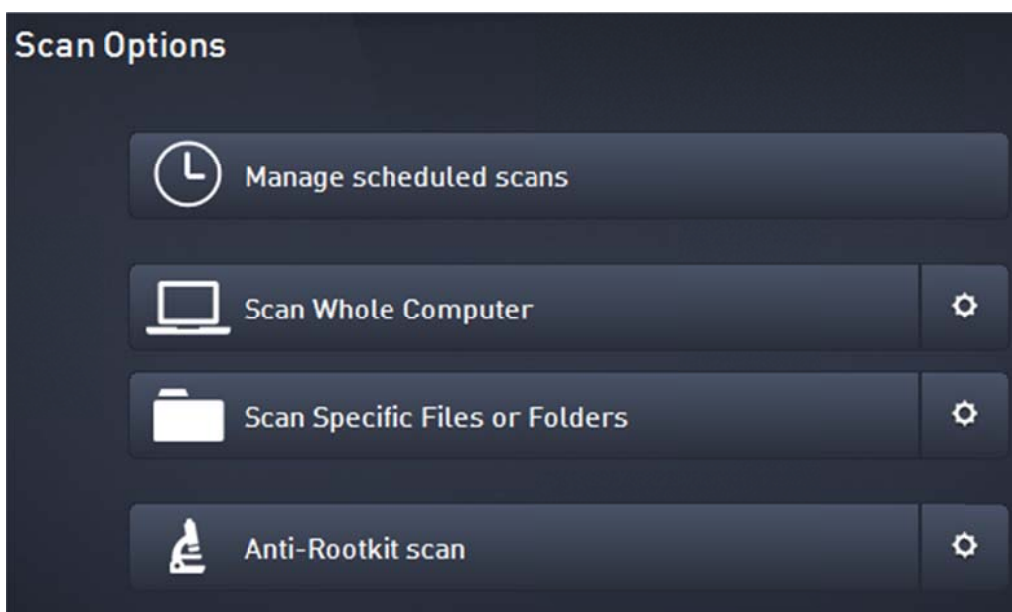 Scan Options
Manage scheduled scans
Scan Whole Computer
Scan Specific Files or Folders
Anti-Rootkit scan